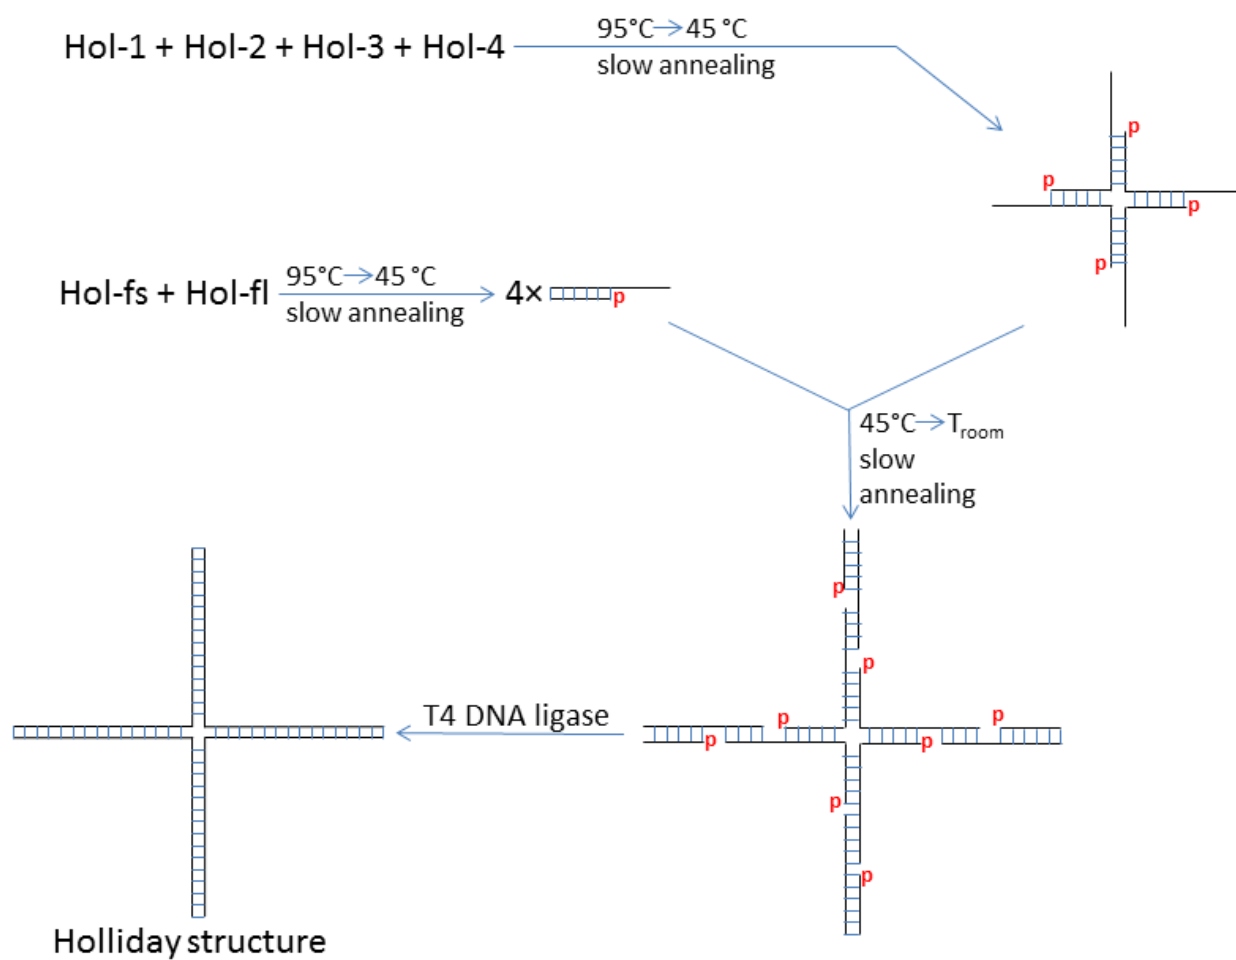 Hol-1 + Hol-2 + Hol-3 + Hol-4
95°C→45 °C
slow annealing
p
p
p
p
Hol-fs + Hol-fl
95°C→45 °C
slow annealing
4×
p
45°C→Troom
slow
annealing
p
p
p
p
p
p
p
p
T4 DNA ligase
Holliday structure